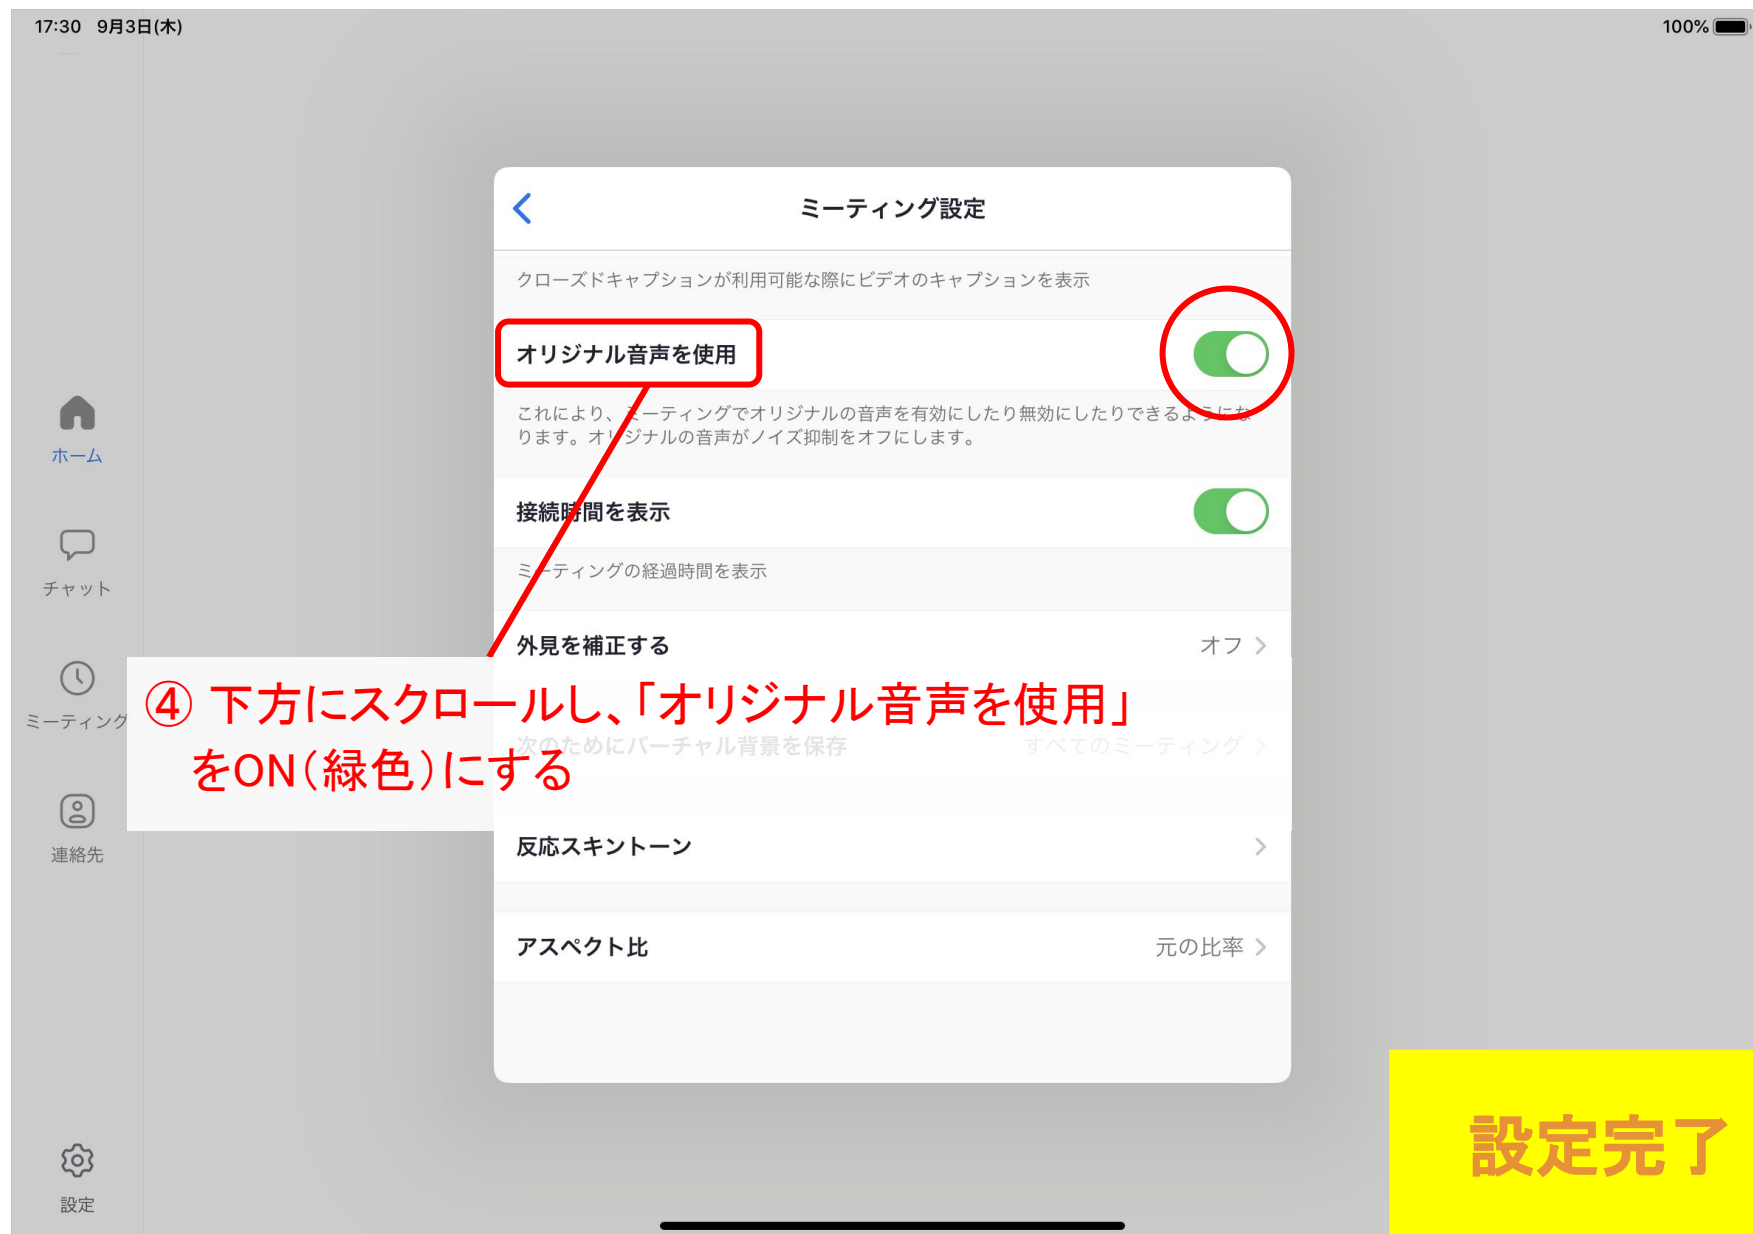 17:30 9月3日(木)
100%
ミーティング設定
クローズドキャプションが利用可能な際にビデオのキャプションを表示
オリジナル音声を使用
これにより、ミーティングでオリジナルの音声を有効にしたり無効にしたりできるようにな
ります。オリジナルの音声がノイズ抑制をオフにします。
ホーム
接続時間を表示
ミーティングの経過時間を表示
チャット
外見を補正する
オフ
ミーティング
④ 下方にスクロールし、「オリジナル音声を使用」
をON(緑色)にする
次のためにバーチャル背景を保存
すべてのミーティング
連絡先
反応スキントーン
アスペクト比
元の比率
設定完了
設定